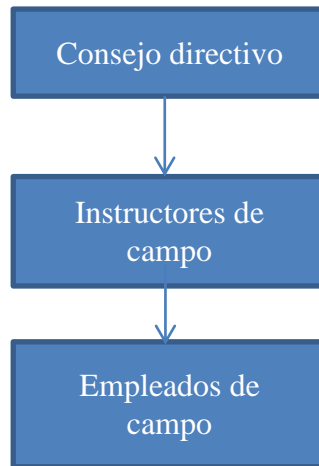 Consejo directivo
Instructores de
campo
Empleados de
campo